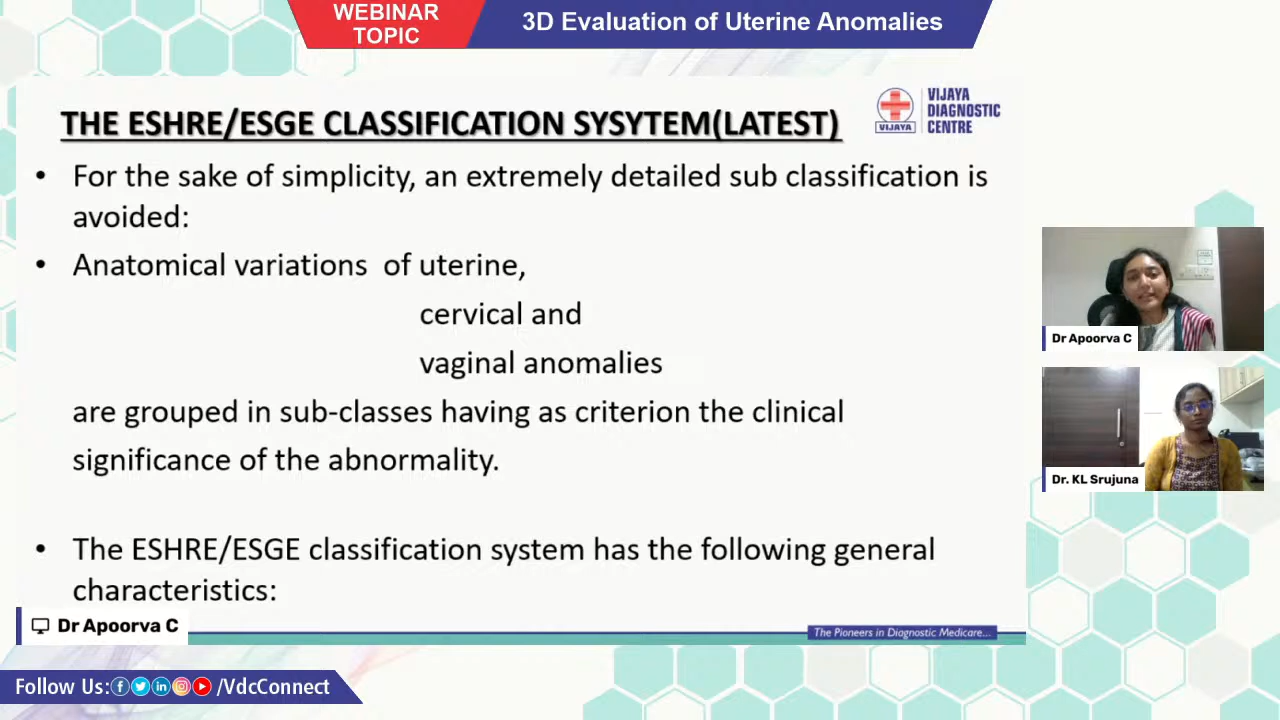 WEBINAR
TOPIC
3D Evaluation of Uterine Anomalies
THE ESHRE/ESGE CLASSIFICATION SYSYTEM(LATEST)
VIJAYA
VIJAYA
DIAGNOSTIC
CENTRE
• For the sake of simplicity, an extremely detailed sub classification is
avoided:
• Anatomical variations of uterine,
cervical and
vaginal anomalies
are grouped in sub-classes having as criterion the clinical
significance of the abnormality.
• The ESHRE/ESGE classification system has the following general
characteristics:
Dr Apoorva C
Dr. KL Srujuna
Dr Apoorva C
The Pioneers in Diagnostic Medicare...
Follow Us: /VdcConnect